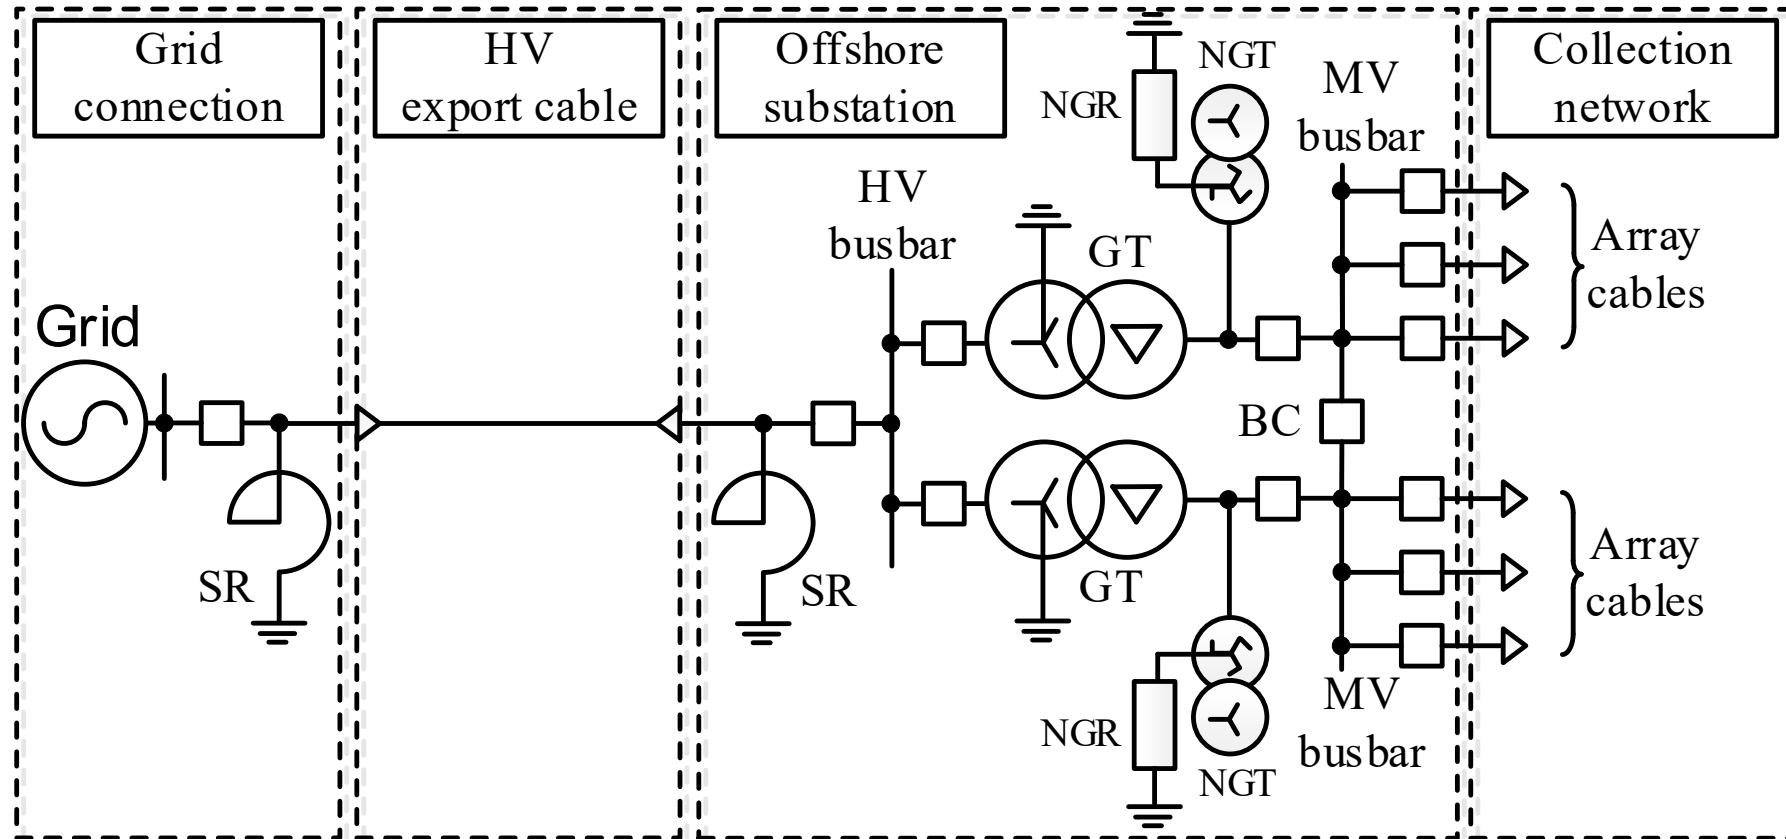 Grid
connection
HV
export cable
Offshore
substation
Collection
network
NGT
NGR
MV
busbar
HV
busbar
GT
Array
cables
Grid
BC
SR
SR
GT
Array
cables
NGR
NGT
MV
busbar